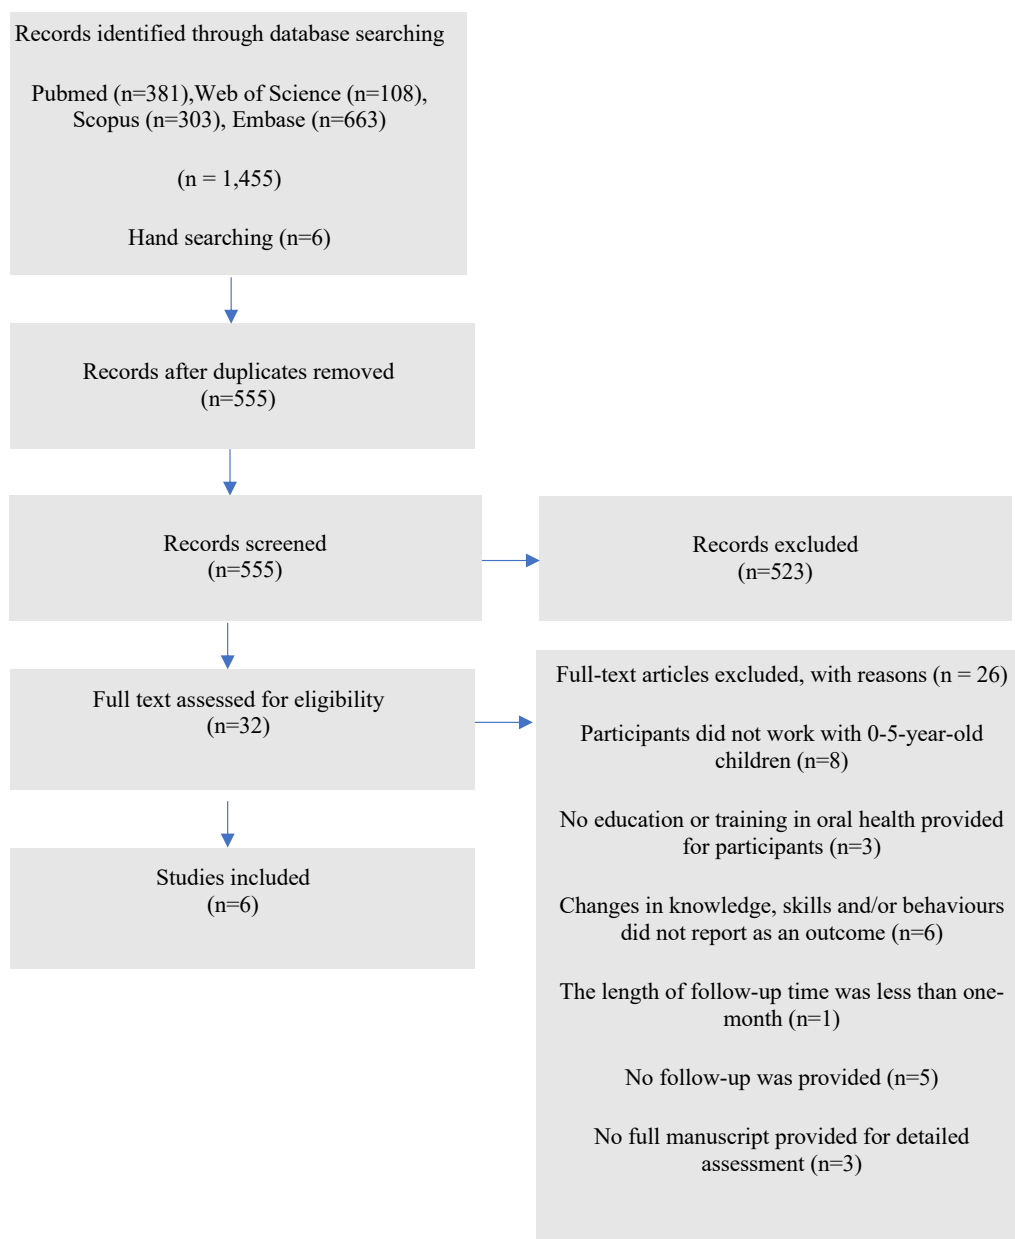 Records identified through database searching
Pubmed (n=381),Web of Science (n=108),
Scopus (n=303), Embase (n=663)
(n = 1,455)
Hand searching (n=6)
Records after duplicates removed
(n=555)
Records screened
(n=555)
Records excluded
(n=523)
Full text assessed for eligibility
(n=32)
Full-text articles excluded, with reasons (n = 26)
Participants did not work with 0-5-year-old
children (n=8)
No education or training in oral health provided
for participants (n=3)
Changes in knowledge, skills and/or behaviours
did not report as an outcome (n=6)
The length of follow-up time was less than one-
month (n=1)
No follow-up was provided (n=5)
No full manuscript provided for detailed
assessment (n=3)
Studies included
(n=6)